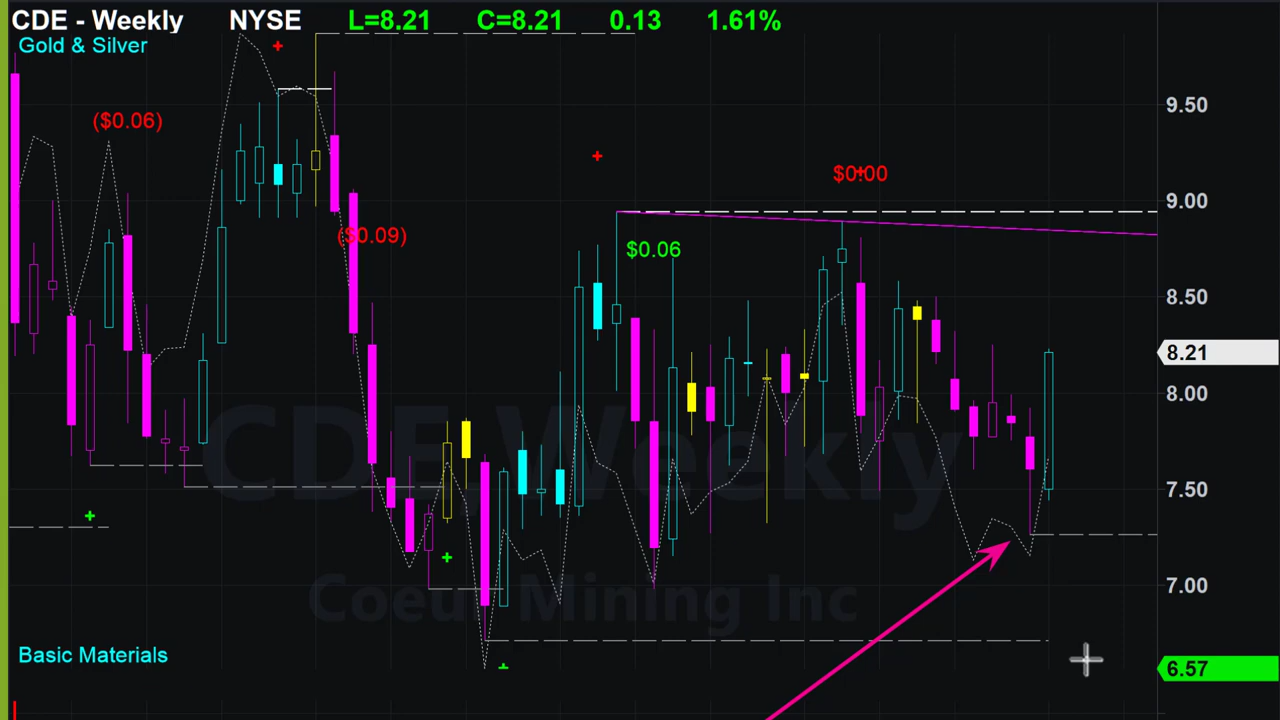 CDE - Weekly NYSE L=8.21 C=8.21 0.13 1.61%
Gold & Silver
9.50
($0.06)
$0.00
9.00
($0.09)
$0.06
8.50
8.21
8.00
CDE,Weekly
7.50
7.00
Coeur Mining Inc
Basic Materials
6.57